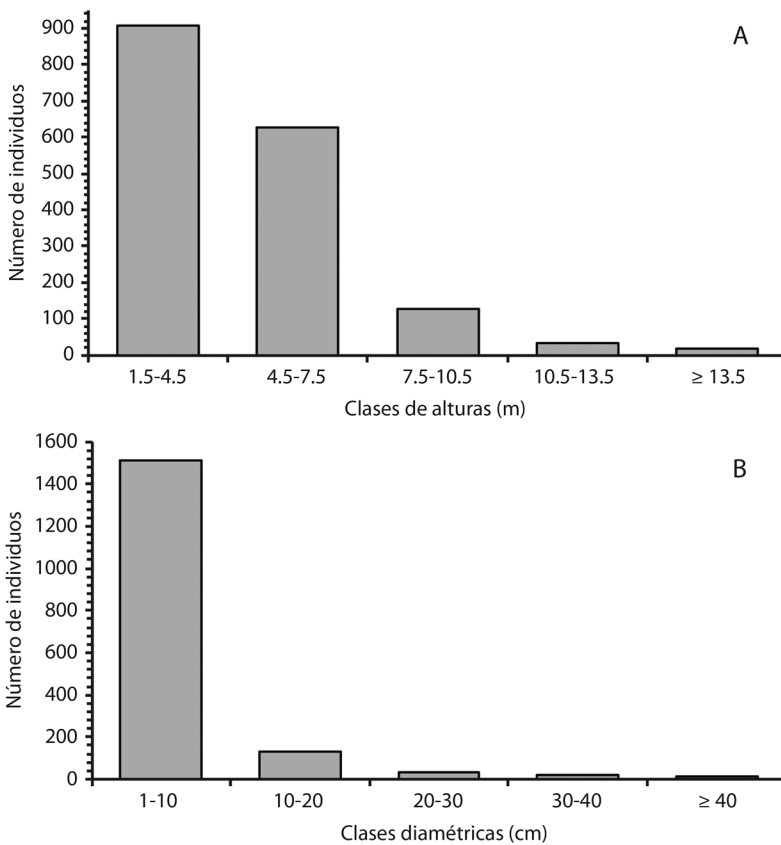 A
Número de individuos
900
800
700
600
500
400
300
200
100
0
1.5-4.5 4.5-7.5 7.5-10.5 10.5-13.5 ≥ 13.5
Clases de alturas (m)
B
Número de individuos
1600
1400
1200
1000
800
600
400
200
0
1-10 10-20 20-30 30-40 ≥ 40
Clases diamétricas (cm)